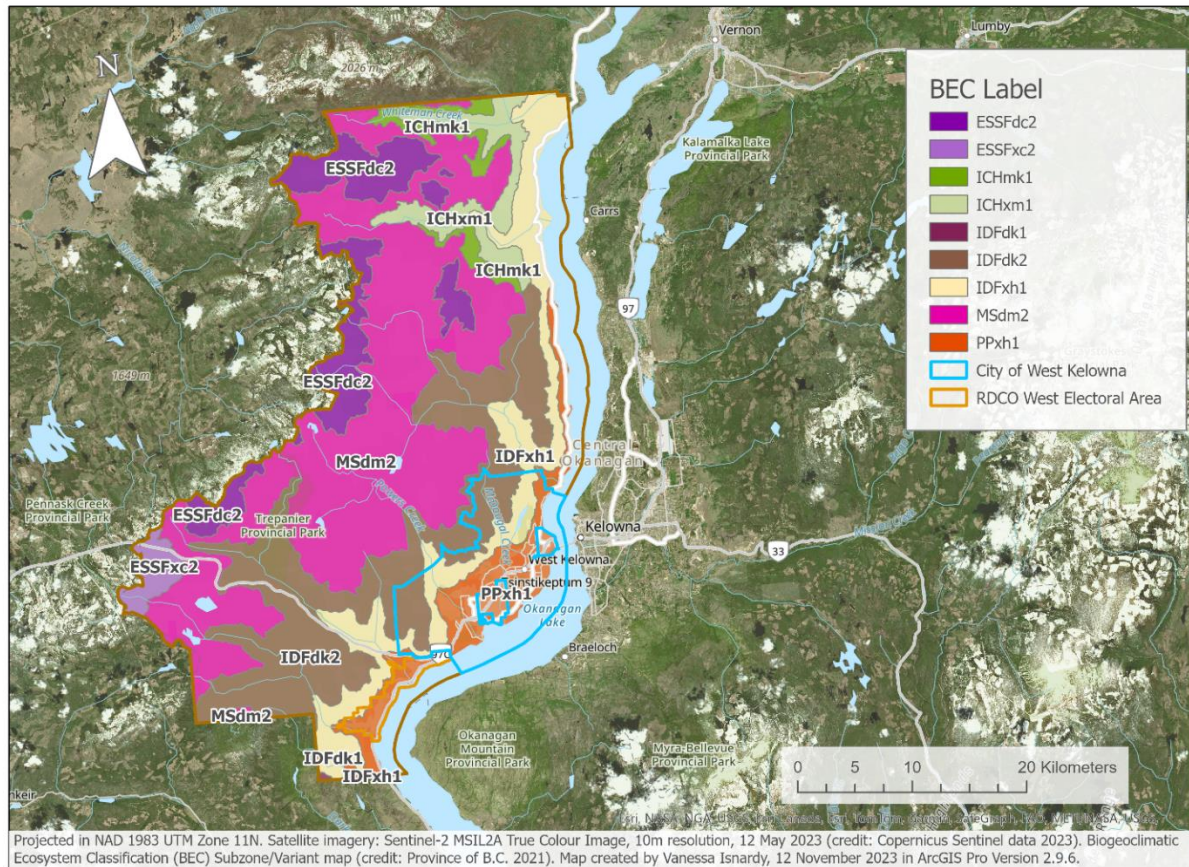 2026 m
Vernon
Lumby
N
Whiteman Creek
ICHmk1
ESSFdc2
Kalamalka Lake
Provincial Park
ICHxm1
Carrs
ICHmk1
97
1649 m
ESSFdc2
MSdm2
IDFxh1
Central
Okanagan
Pennask Creek
Provincial Park
ESSFdc2
Trepanier
Provincial Park
Kelowna
33
ESSFxc2
West Kelowna
sinstikeptum 9
PPxh1
Okanagan
Lake
Braeloch
97C
IDFdk2
MSdm2
IDFdk1
IDFxh1
Okanagan
Mountain
Provincial Park
Myra-Bellevue
Provincial Park
BEC Label
ESSFdc2
ESSFxc2
ICHmk1
ICHxm1
IDFdk1
IDFdk2
IDFxh1
MSdm2
PPxh1
City of West Kelowna
RDCO West Electoral Area
0 5 10 20 Kilometers
Projected in NAD 1983 UTM Zone 11N. Satellite imagery: Sentinel-2 MSIL2A True Colour Image, 10m resolution, 12 May 2023 (credit: Copernicus Sentinel data 2023). Biogeoclimatic
Ecosystem Classification (BEC) Subzone/Variant map (credit: Province of B.C. 2021). Map created by Vanessa Isnardy, 12 November 2023 in ArcGIS Pro Version 2.9.6.